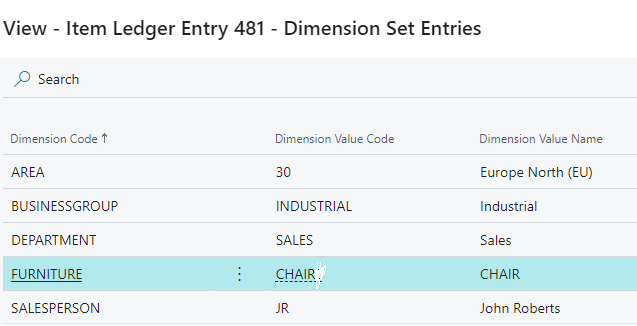 View - Item Ledger Entry 481 - Dimension Set Entries
Search
Dimension Code ↑ Dimension Value Code Dimension Value Name
AREA 30 Europe North (EU)
BUSINESSGROUP INDUSTRIAL Industrial
DEPARTMENT SALES Sales
FURNITURE CHAIR CHAIR
SALESPERSON JR John Roberts